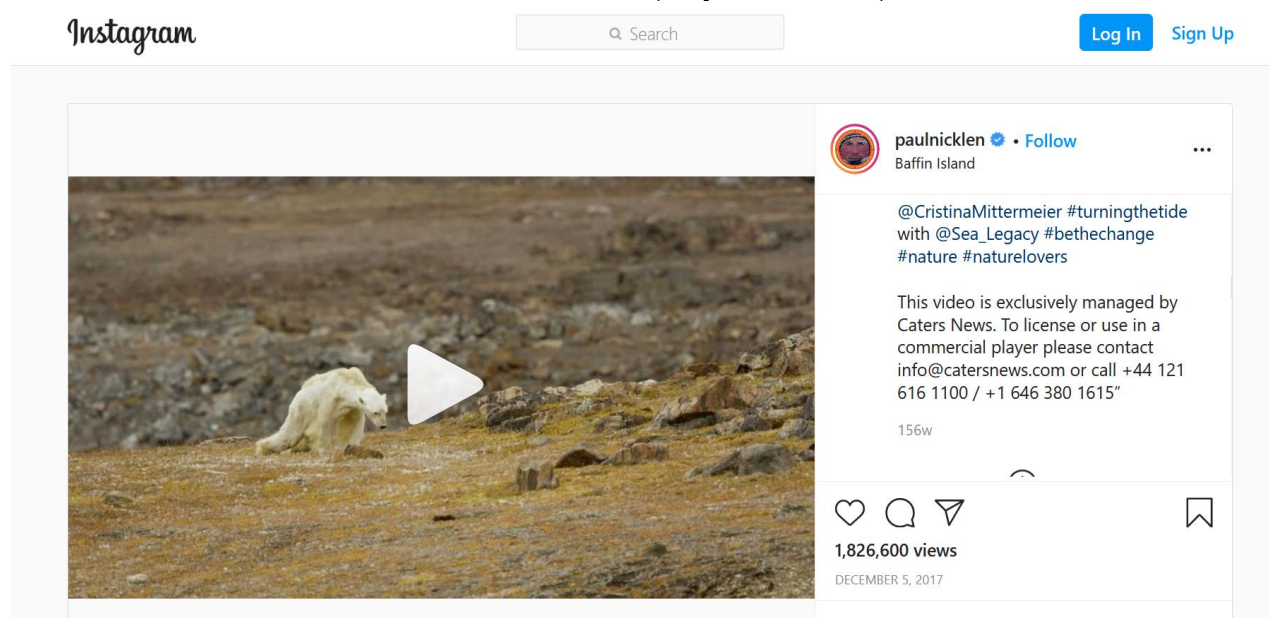 Instagram
Search
Log In
Sign Up
paulnicklen • Follow
Baffin Island
@CristinaMittermeier #turningthetide
with @Sea_Legacy #bethechange
#nature #naturelovers
This video is exclusively managed by
Caters News. To license or use in a
commercial player please contact
info@catersnews.com or call +44 121
616 1100 / +1 646 380 1615”
156w
1,826,600 views
DECEMBER 5, 2017